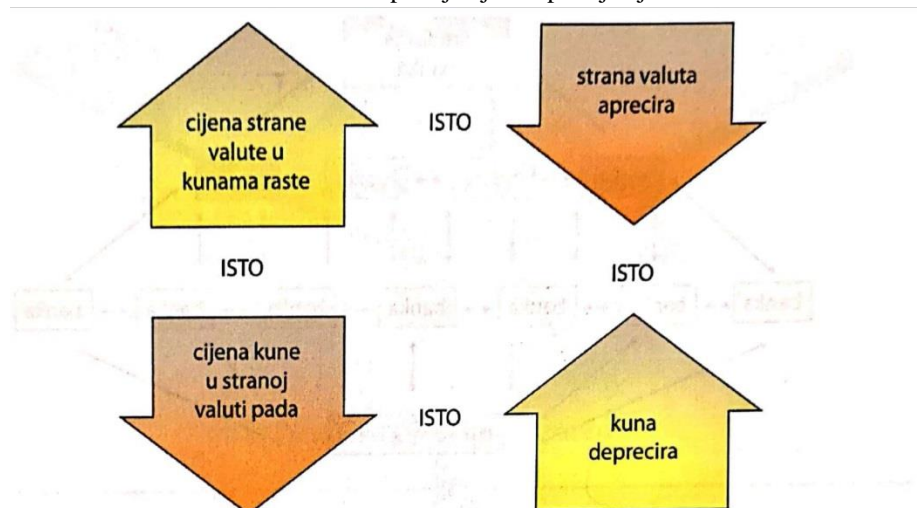 cijena strane
valute u
kunama raste
ISTO
strana valuta
aprecira
ISTO
ISTO
cijena kune
u stranoj
valuti pada
ISTO
kuna
deprecira